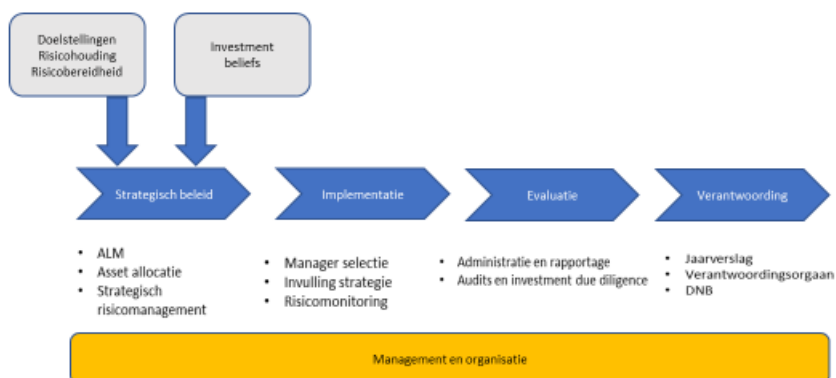 Doelstellingen
Risicohouding
Risicobereidheid
Investment
beliefs
Strategisch beleid
Implementatie
Evaluatie
Verantwoording
• ALM
• Asset allocatie
• Strategisch
risicomanagement
• Manager selectie
• Invulling strategie
• Risicomonitoring
• Administratie en rapportage
• Audits en investment due diligence
• Jaarverslag
• Verantwoordingsorgaan
• DNB
Management en organisatie